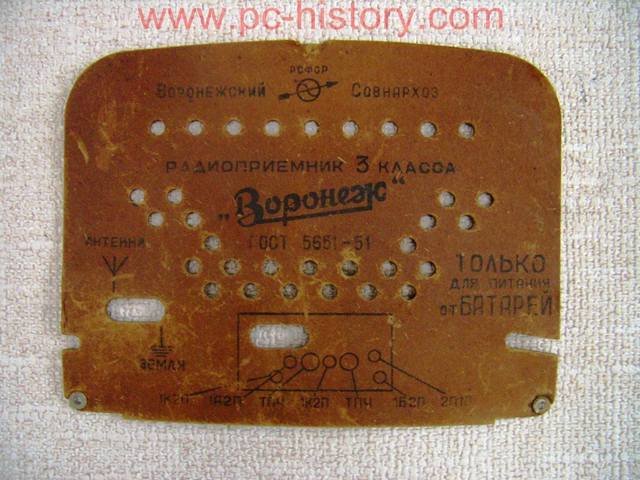 www.pc-history.com
РСФСР
Воронежский Совнархоз
РАДИОПРИЕМНИК 3 КЛАССА
„Воронеж“
ГОСТ 5651-51
АНТЕННА
ТОЛЬКО
ДЛЯ ПИТАНИЯ
от БАТАРЕЙ
ЗЕМЛЯ
1К2П 1А2П ТПЧ 1К2П ТПЧ 1Б2П 2П1П